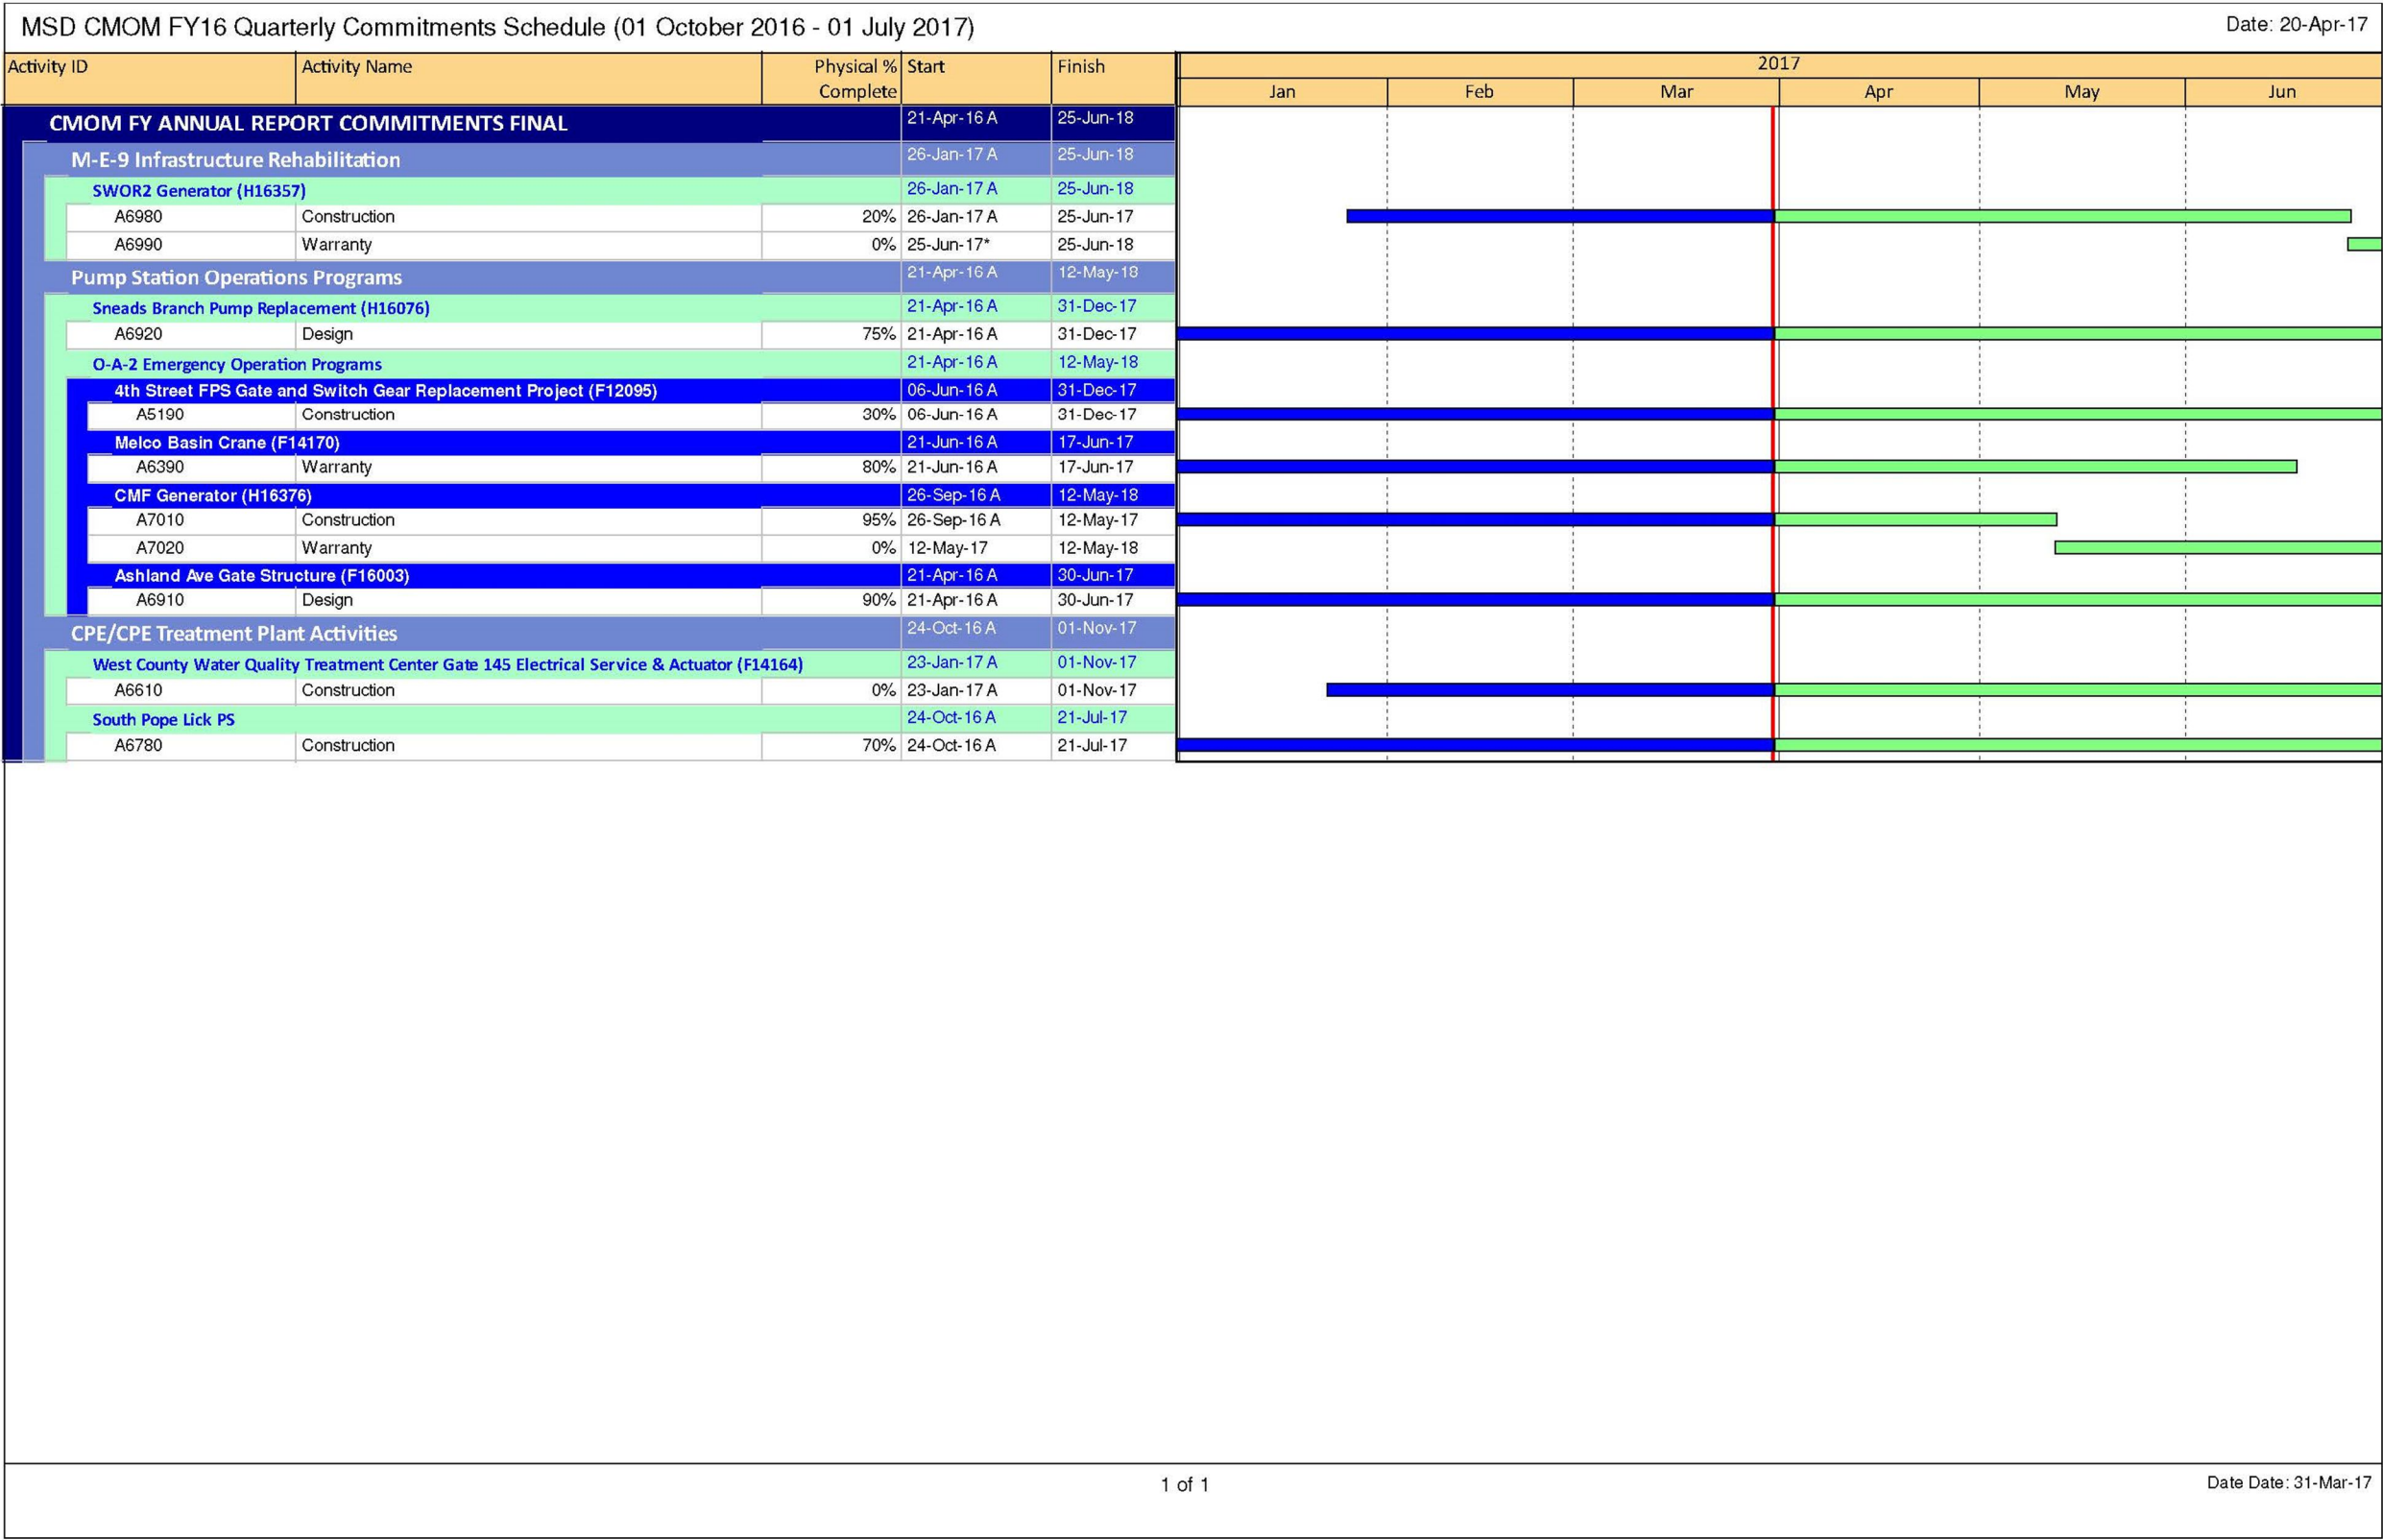 MSD CMOM FY16 Quarterly Commitments Schedule (01 October 2016 - 01 July 2017)
Date: 20-Apr-17
Activity ID Activity Name Physical % Complete Start Finish 2017
Jan Feb Mar Apr May Jun
CMOM FY ANNUAL REPORT COMMITMENTS FINAL 21-Apr-16 A 25-Jun-18
M-E-9 Infrastructure Rehabilitation 26-Jan-17 A 25-Jun-18
SWOR2 Generator (H16357) 26-Jan-17 A 25-Jun-18
A6980 Construction 20% 26-Jan-17 A 25-Jun-17
A6990 Warranty 0% 25-Jun-17* 25-Jun-18
Pump Station Operations Programs 21-Apr-16 A 12-May-18
Sneads Branch Pump Replacement (H16076) 21-Apr-16 A 31-Dec-17
A6920 Design 75% 21-Apr-16 A 31-Dec-17
O-A-2 Emergency Operation Programs 21-Apr-16 A 12-May-18
4th Street FPS Gate and Switch Gear Replacement Project (F12095) 06-Jun-16 A 31-Dec-17
A5190 Construction 30% 06-Jun-16 A 31-Dec-17
Melco Basin Crane (F14170) 21-Jun-16 A 17-Jun-17
A6390 Warranty 80% 21-Jun-16 A 17-Jun-17
CMF Generator (H16376) 26-Sep-16 A 12-May-18
A7010 Construction 95% 26-Sep-16 A 12-May-17
A7020 Warranty 0% 12-May-17 12-May-18
Ashland Ave Gate Structure (F16003) 21-Apr-16 A 30-Jun-17
A6910 Design 90% 21-Apr-16 A 30-Jun-17
CPE/CPE Treatment Plant Activities 24-Oct-16 A 01-Nov-17
West County Water Quality Treatment Center Gate 145 Electrical Service & Actuator (F14164) 23-Jan-17 A 01-Nov-17
A6610 Construction 0% 23-Jan-17 A 01-Nov-17
South Pope Lick PS 24-Oct-16 A 21-Jul-17
A6780 Construction 70% 24-Oct-16 A 21-Jul-17
1 of 1
Date Date: 31-Mar-17